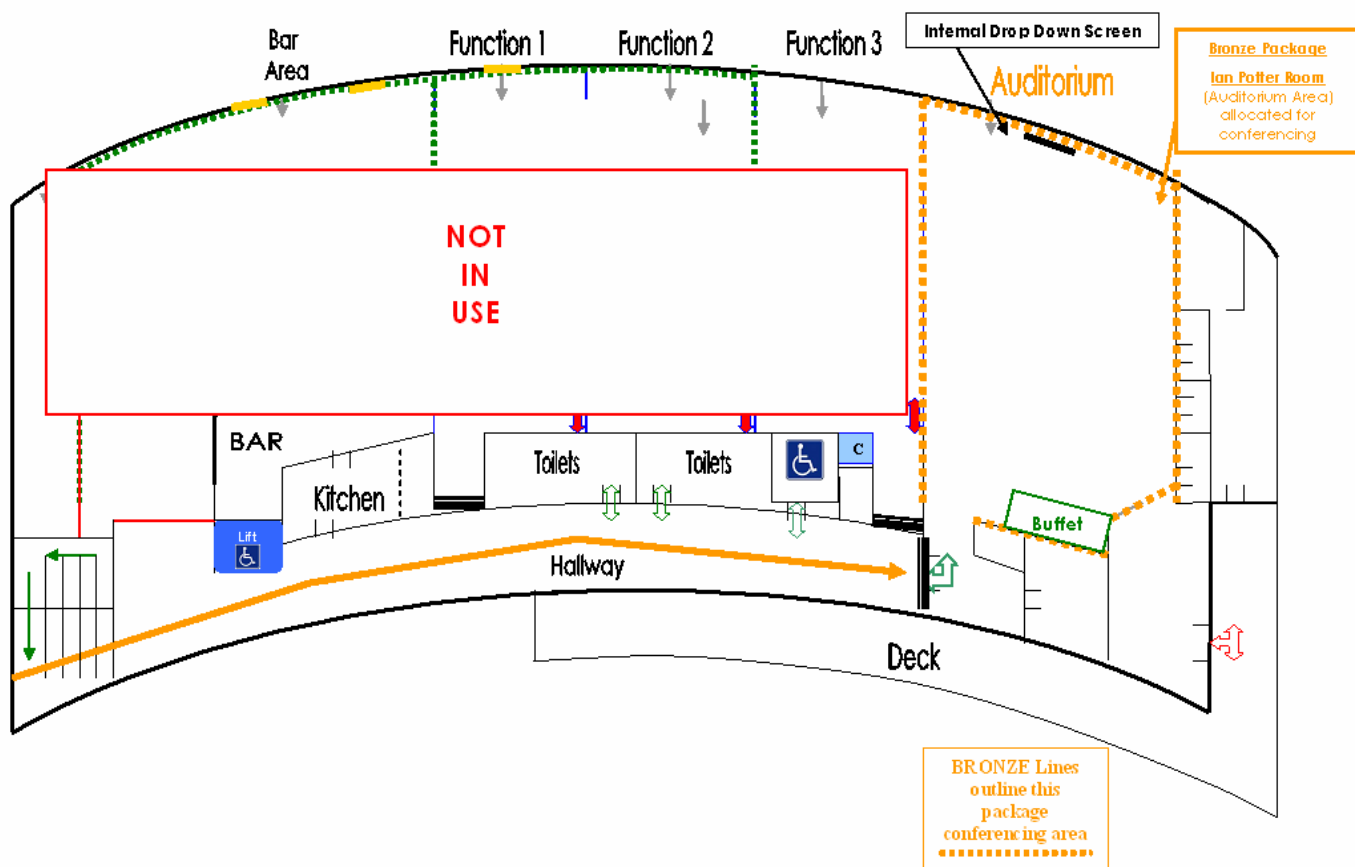 Bar
Area
Function 1
Function 2
Function 3
Internal Drop Down Screen
Auditorium
Bronze Package
Ian Potter Room
(Auditorium Area)
allocated for
conferencing
NOT
IN
USE
BAR
Kitchen
Toilets
Toilets
C
Lift
Buffet
Hallway
Deck
BRONZE Lines
outline this
package
conferencing area